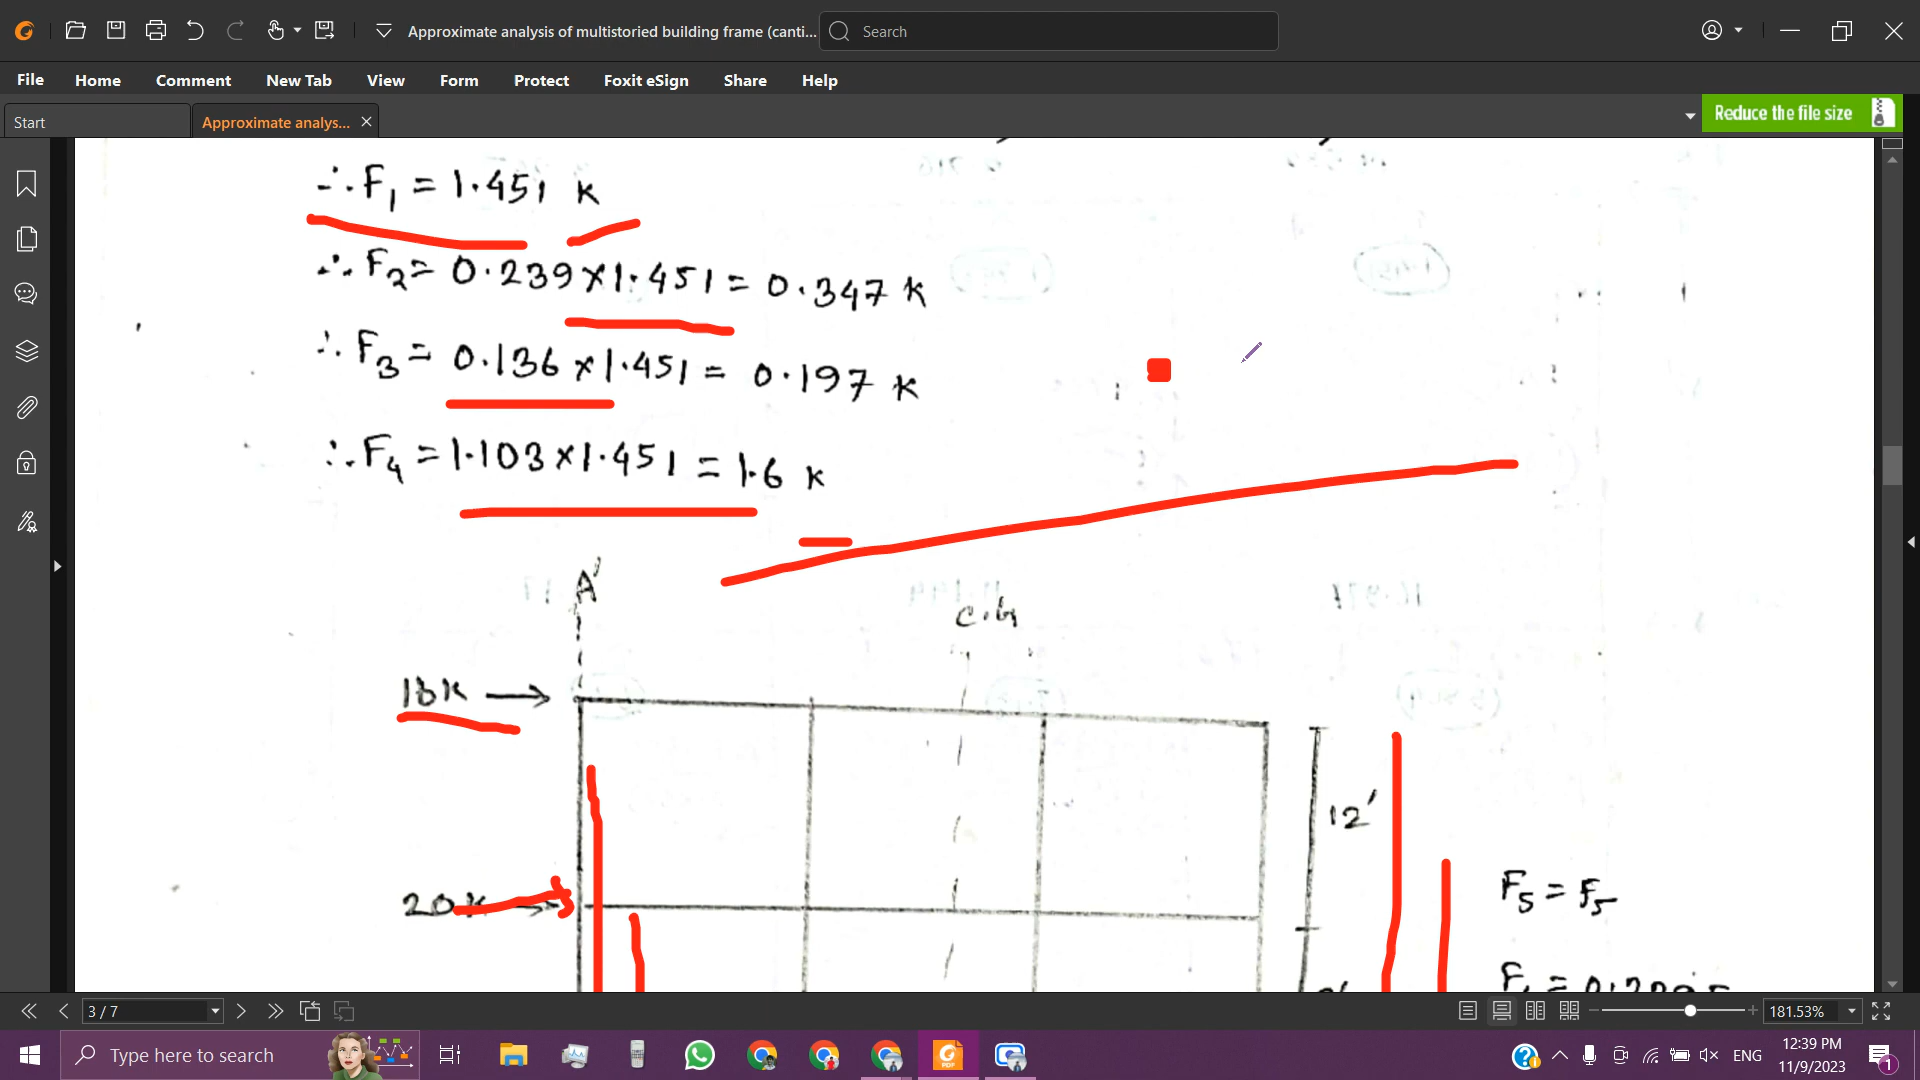 Approximate analysis of multistoried building frame (canti...
Search
File
Home
Comment
New Tab
View
Form
Protect
Foxit eSign
Share
Help
Start
Approximate analys...
Reduce the file size
∴ F1 = 1.451 K
∴ F2 = 0.239×1.451 = 0.347 K
∴ F3 = 0.136×1.451 = 0.197 K
∴ F4 = 1.103×1.451 = 1.6 K
A'
C.G
18K
12'
20K
F5 = F5
3 / 7
181.53%
Type here to search
ENG
12:39 PM
11/9/2023
1